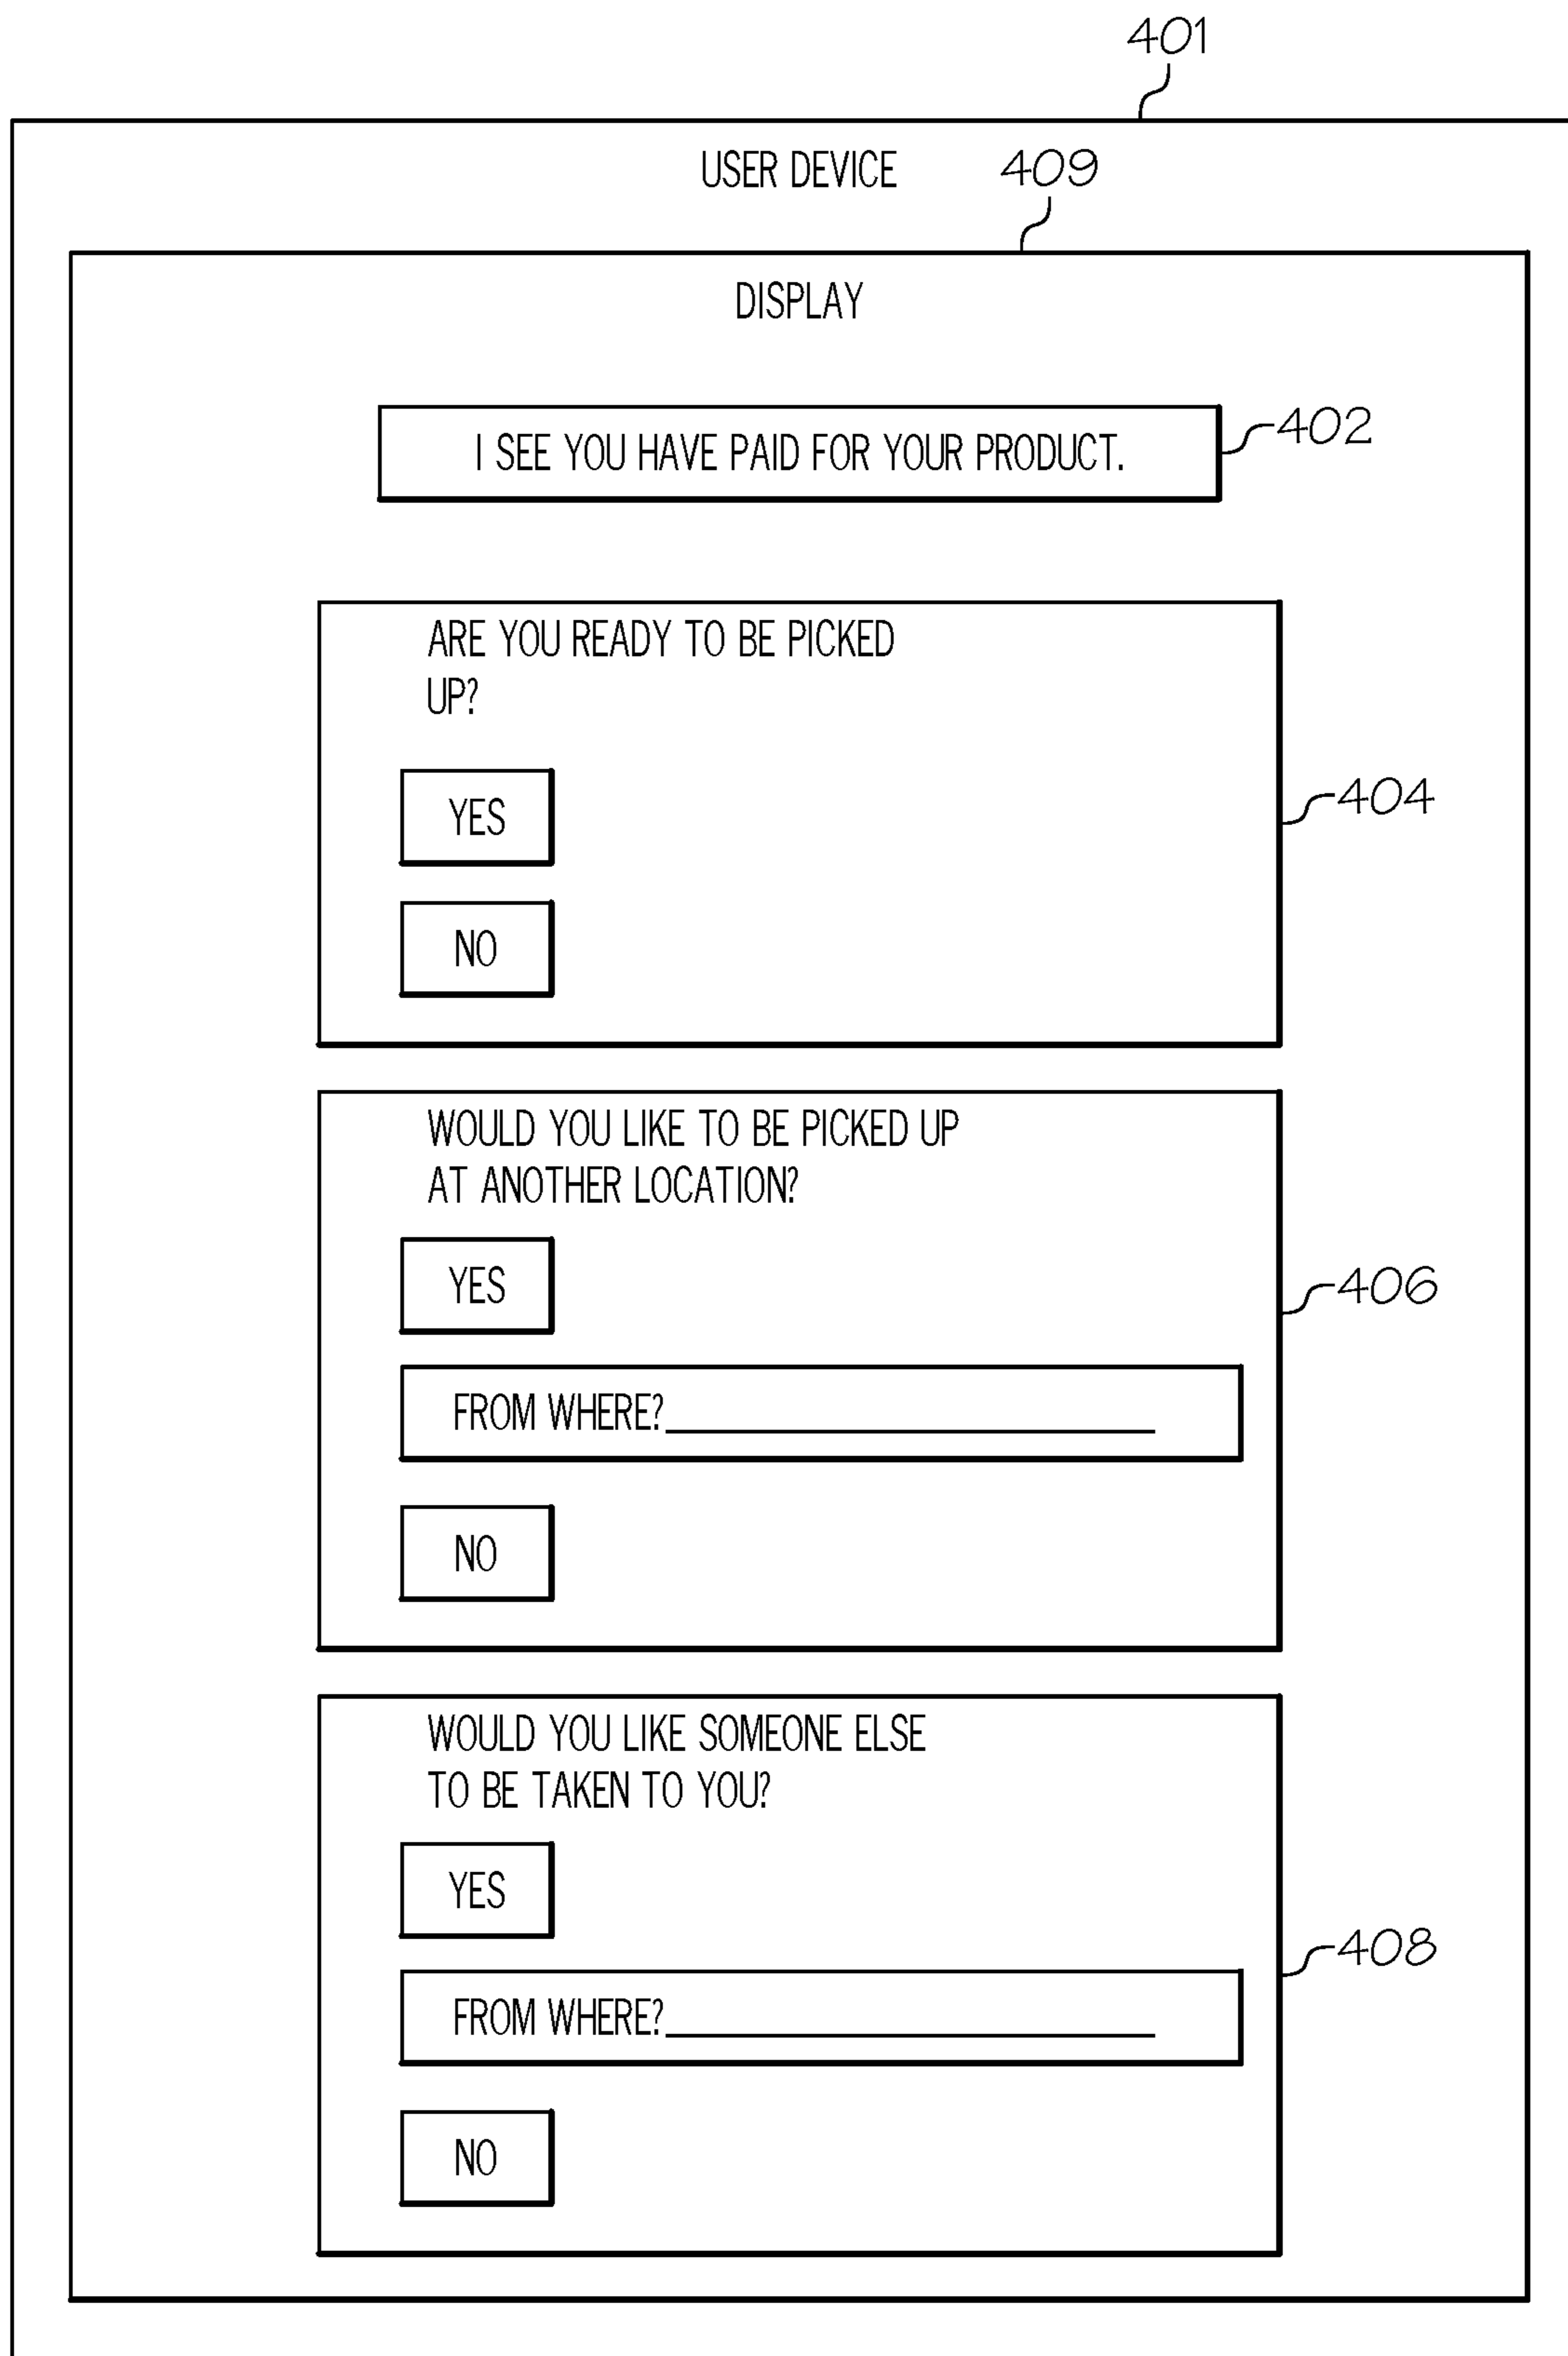 401
USER DEVICE
409
DISPLAY
I SEE YOU HAVE PAID FOR YOUR PRODUCT.
402
ARE YOU READY TO BE PICKED
UP?
YES
404
NO
WOULD YOU LIKE TO BE PICKED UP
AT ANOTHER LOCATION?
YES
406
FROM WHERE?
NO
WOULD YOU LIKE SOMEONE ELSE
TO BE TAKEN TO YOU?
YES
408
FROM WHERE?
NO